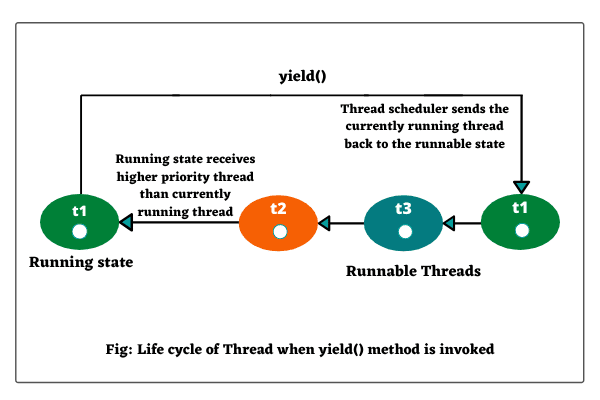 yield()
Thread scheduler sends the
currently running thread
back to the runnable state
Running state receives
higher priority thread
than currently
running thread
t1
t2
t3
t1
Running state
Runnable Threads
Fig: Life cycle of Thread when yield() method is invoked